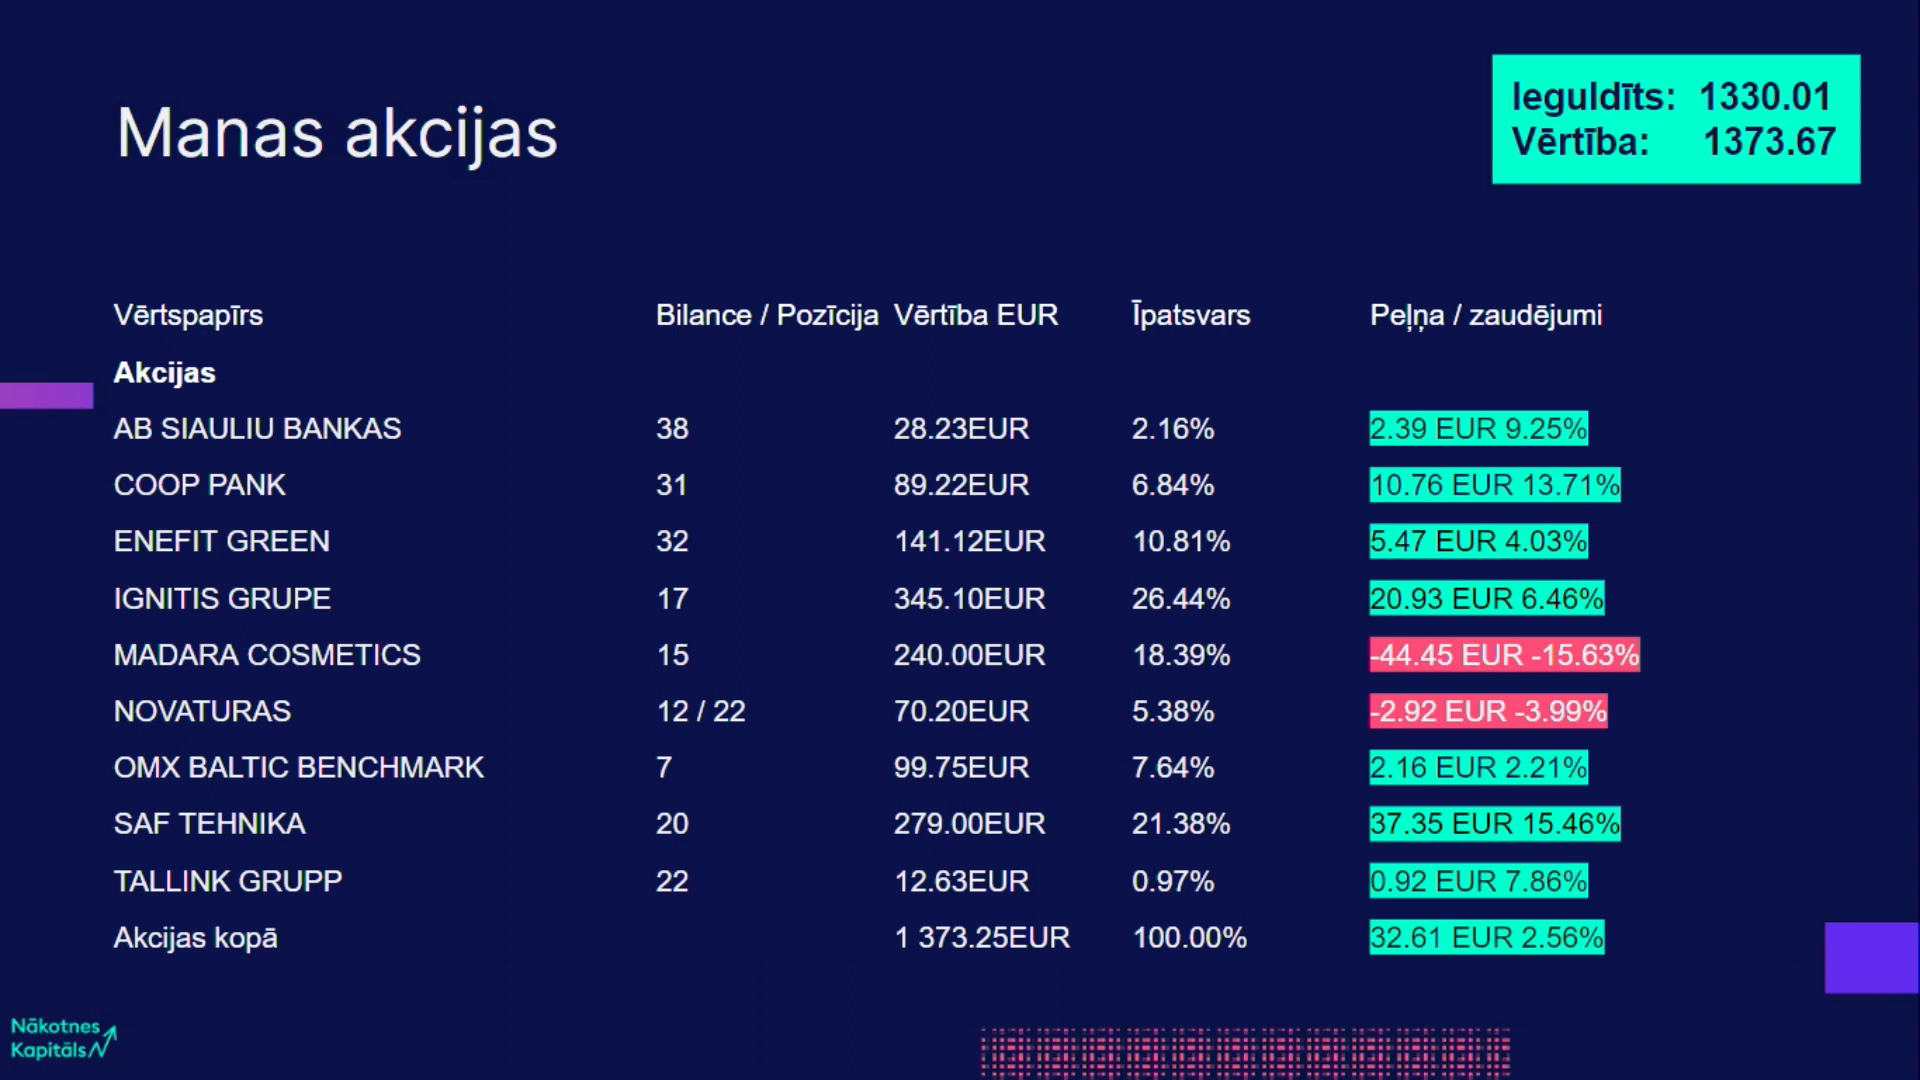 Ieguldīts: 1330.01
Vērtība: 1373.67
Manas akcijas
Vērtspapīrs Bilance / Pozīcija Vērtība EUR Īpatsvars Peļņa / zaudējumi
Akcijas
AB SIAULIU BANKAS 38 28.23EUR 2.16% 2.39 EUR 9.25%
COOP PANK 31 89.22EUR 6.84% 10.76 EUR 13.71%
ENEFIT GREEN 32 141.12EUR 10.81% 5.47 EUR 4.03%
IGNITIS GRUPE 17 345.10EUR 26.44% 20.93 EUR 6.46%
MADARA COSMETICS 15 240.00EUR 18.39% -44.45 EUR -15.63%
NOVATURAS 12 / 22 70.20EUR 5.38% -2.92 EUR -3.99%
OMX BALTIC BENCHMARK 7 99.75EUR 7.64% 2.16 EUR 2.21%
SAF TEHNIKA 20 279.00EUR 21.38% 37.35 EUR 15.46%
TALLINK GRUPP 22 12.63EUR 0.97% 0.92 EUR 7.86%
Akcijas kopā 1 373.25EUR 100.00% 32.61 EUR 2.56%
Nākotnes
Kapitāls